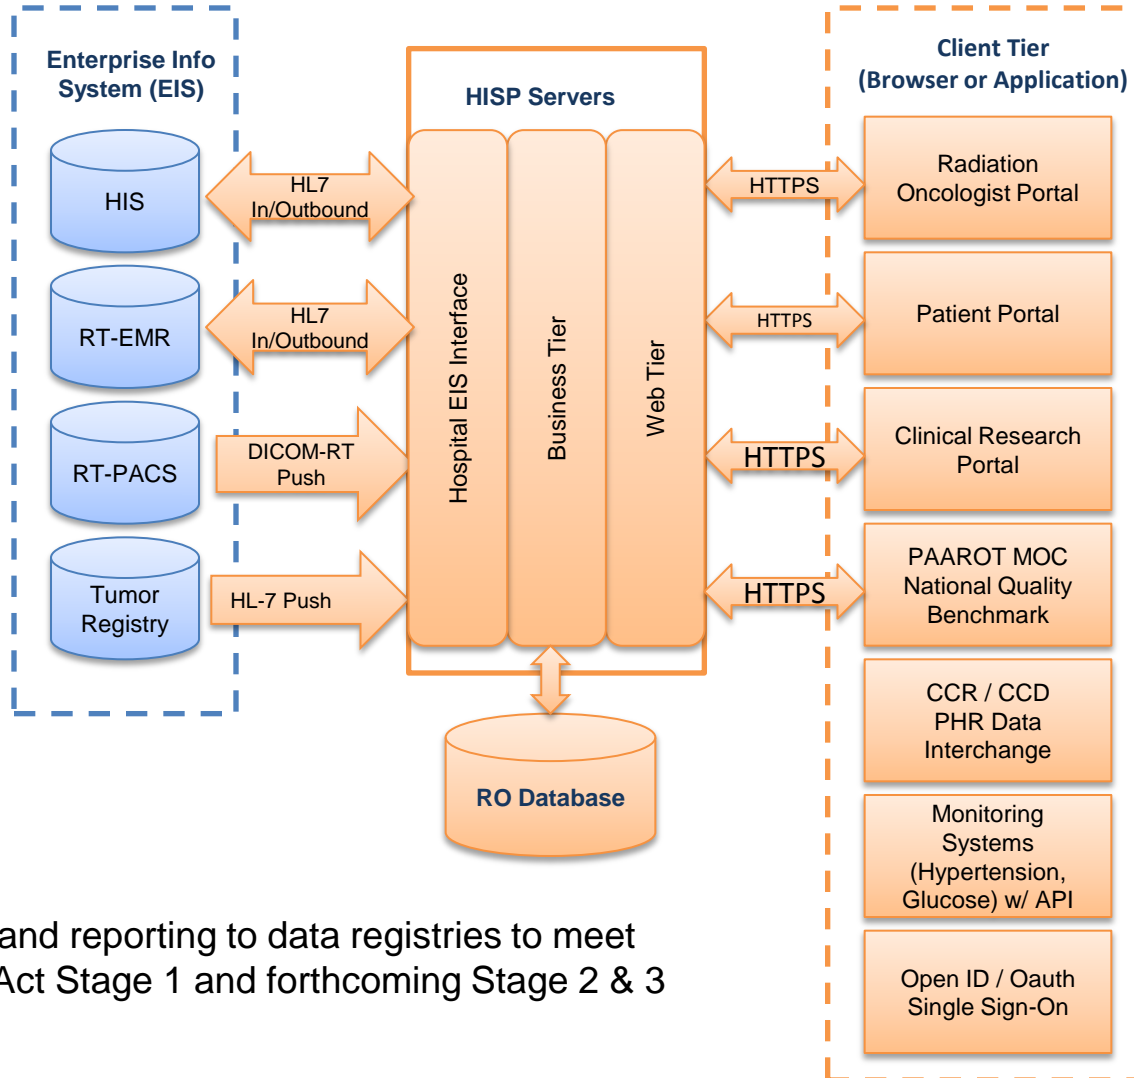 Enterprise Info
System (EIS)
HIS
RT-EMR
RT-PACS
Tumor
Registry
HL7
In/Outbound
HL7
In/Outbound
DICOM-RT
Push
HL-7 Push
HISP Servers
Hospital EIS Interface
Business Tier
Web Tier
RO Database
HTTPS
HTTPS
HTTPS
HTTPS
Client Tier
(Browser or Application)
Radiation
Oncologist Portal
Patient Portal
Clinical Research
Portal
PAAROT MOC
National Quality
Benchmark
CCR / CCD
PHR Data
Interchange
Monitoring
Systems
(Hypertension,
Glucose) w/ API
Open ID / Oauth
Single Sign-On
and reporting to data registries to meet
Act Stage 1 and forthcoming Stage 2 & 3